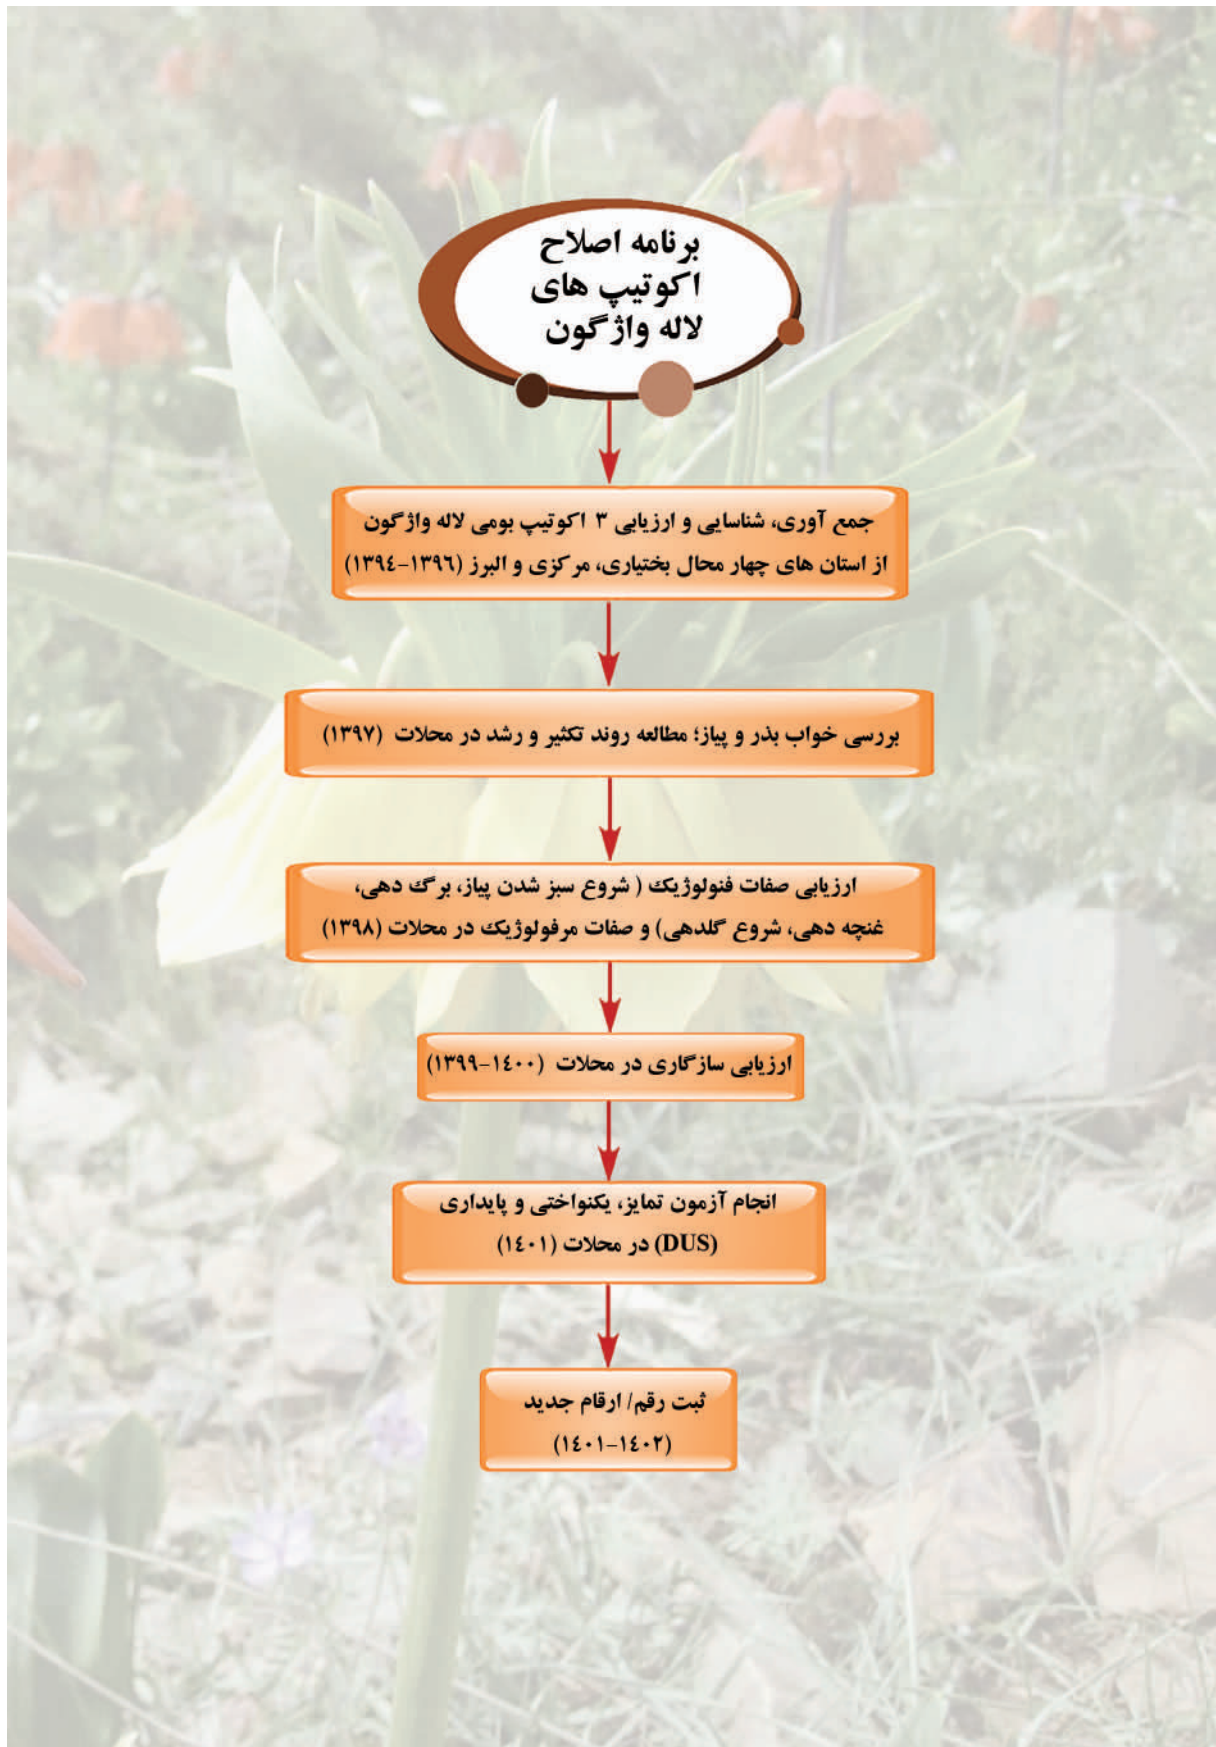 برنامه اصلاح
اکوتیپ های
لاله واژگون
جمع آوری، شناسایی و ارزیابی ۳ اکوتیپ بومی لاله واژگون
از استان های چهار محال بختیاری، مرکزی و البرز (۱۳۹۶-۱۳۹۴)
بررسی خواب بذر و پیاز؛ مطالعه روند تکثیر و رشد در محلات (۱۳۹۷)
ارزیابی صفات فنولوژیک ( شروع سبز شدن پیاز، برگ دهی،
غنچه دهی، شروع گلدهی) و صفات مرفولوژیک در محلات (۱۳۹۸)
ارزیابی سازگاری در محلات (۱۴۰۰-۱۳۹۹)
انجام آزمون تمایز، یکنواختی و پایداری
(DUS) در محلات (۱۴۰۱)
ثبت رقم/ ارقام جدید
(۱۴۰۲-۱۴۰۱)